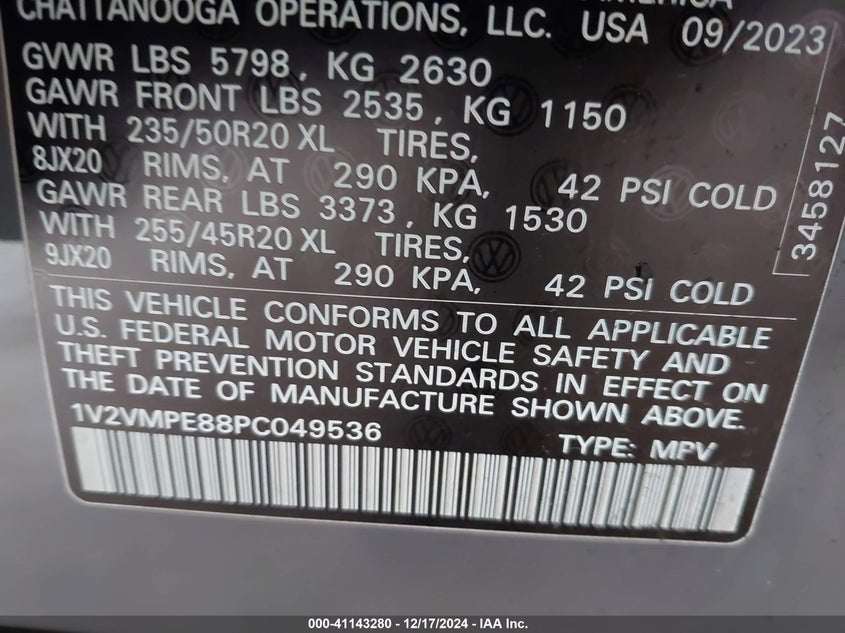 CHATTANOOGA OPERATIONS, LLC. USA 09/2023
GVWR LBS 5798, KG 2630
GAWR FRONT LBS 2535, KG 1150
WITH 235/50R20 XL TIRES,
8JX20 RIMS, AT 290 KPA, 42 PSI COLD
GAWR REAR LBS 3373, KG 1530
WITH 255/45R20 XL TIRES,
9JX20 RIMS, AT 290 KPA, 42 PSI COLD
THIS VEHICLE CONFORMS TO ALL APPLICABLE
U.S. FEDERAL MOTOR VEHICLE SAFETY AND
THEFT PREVENTION STANDARDS IN EFFECT ON
THE DATE OF MANUFACTURE SHOWN ABOVE.
1V2VMPE88PC049536 TYPE: MPV
3458127
000-41143280 - 12/17/2024 - IAA Inc.